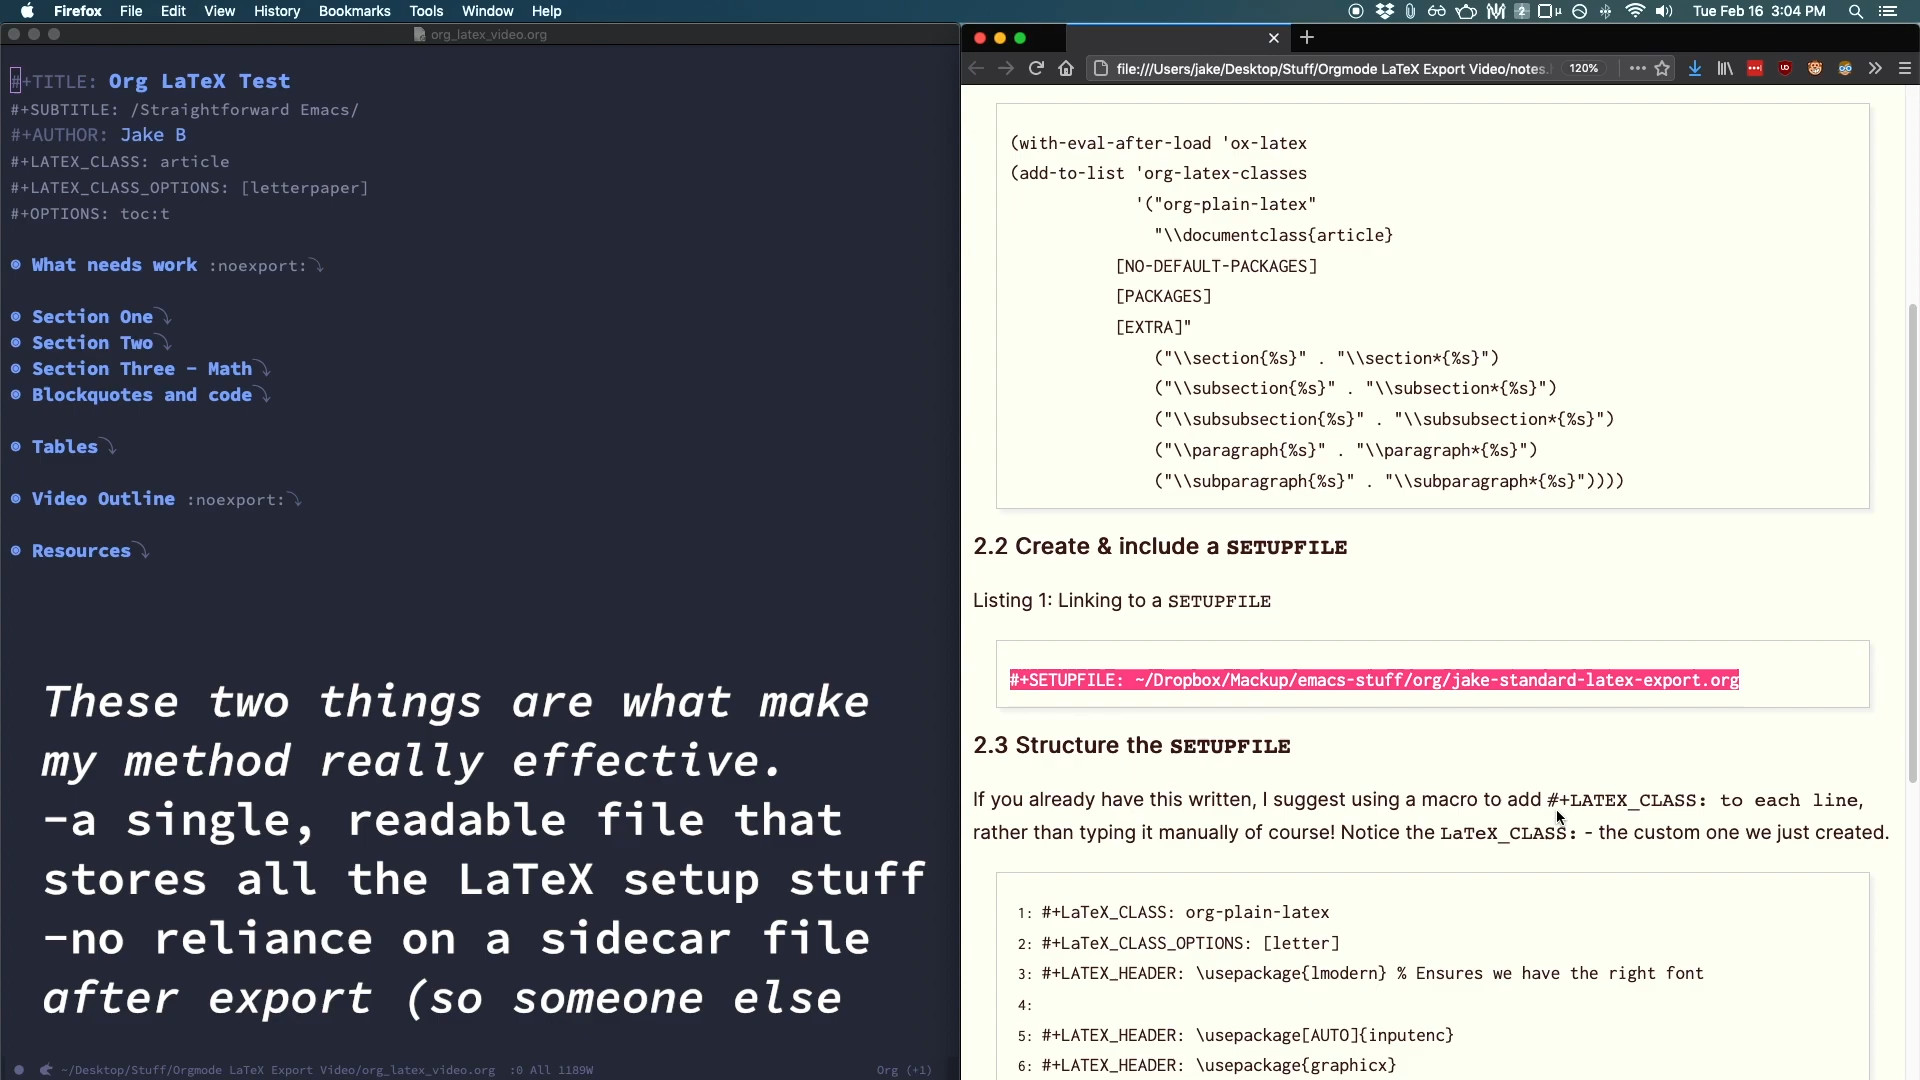 Firefox File Edit View History Bookmarks Tools Window Help
2
Tue Feb 16 3:04 PM
org_latex_video.org
#+TITLE: Org LaTeX Test
#+SUBTITLE: /Straightforward Emacs/
#+AUTHOR: Jake B
#+LATEX_CLASS: article
#+LATEX_CLASS_OPTIONS: [letterpaper]
#+OPTIONS: toc:t
What needs work :noexport:
Section One
Section Two
Section Three - Math
Blockquotes and code
Tables
Video Outline :noexport:
Resources
These two things are what make
my method really effective.
-a single, readable file that
stores all the LaTeX setup stuff
-no reliance on a sidecar file
after export (so someone else
~/Desktop/Stuff/Orgmode LaTeX Export Video/org_latex_video.org :0 All 1189W
Org (+1)
file:///Users/jake/Desktop/Stuff/Orgmode LaTeX Export Video/notes.
120%
(with-eval-after-load 'ox-latex
(add-to-list 'org-latex-classes
'("org-plain-latex"
"\\documentclass{article}
[NO-DEFAULT-PACKAGES]
[PACKAGES]
[EXTRA]"
("\\section{%s}" . "\\section*{%s}")
("\\subsection{%s}" . "\\subsection*{%s}")
("\\subsubsection{%s}" . "\\subsubsection*{%s}")
("\\paragraph{%s}" . "\\paragraph*{%s}")
("\\subparagraph{%s}" . "\\subparagraph*{%s}"))))
2.2 Create & include a SETUPFILE
Listing 1: Linking to a SETUPFILE
#+SETUPFILE: ~/Dropbox/Mackup/emacs-stuff/org/jake-standard-latex-export.org
2.3 Structure the SETUPFILE
If you already have this written, I suggest using a macro to add #+LATEX_CLASS: to each line,
rather than typing it manually of course! Notice the LaTeX_CLASS: - the custom one we just created.
1: #+LaTeX_CLASS: org-plain-latex
2: #+LaTeX_CLASS_OPTIONS: [letter]
3: #+LATEX_HEADER: \usepackage{lmodern} % Ensures we have the right font
4:
5: #+LATEX_HEADER: \usepackage[AUTO]{inputenc}
6: #+LATEX_HEADER: \usepackage{graphicx}